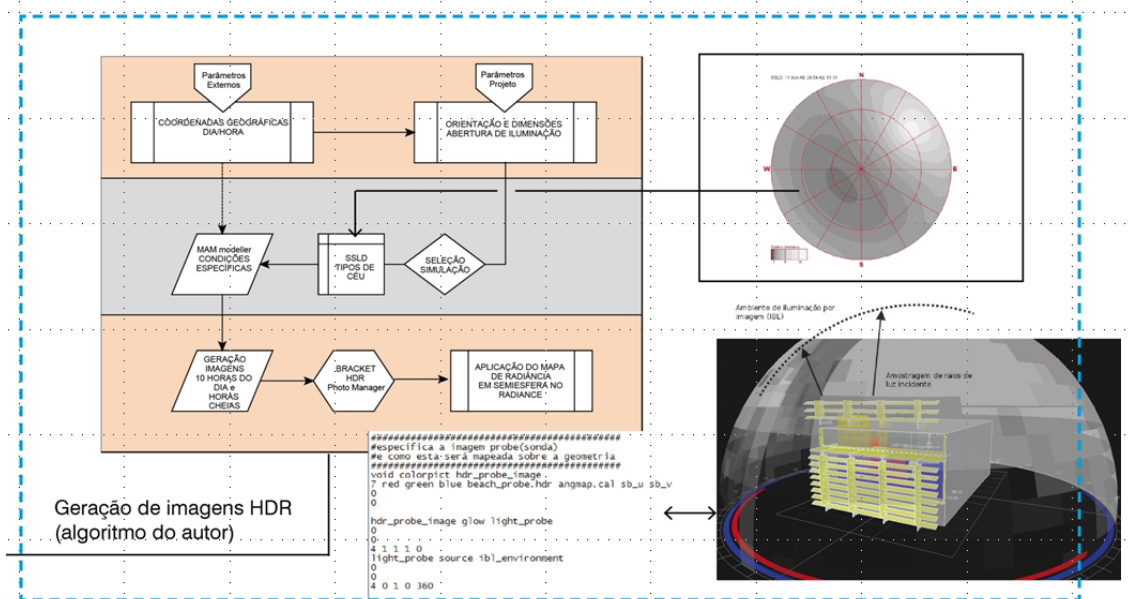 Parâmetros
Externos
COORDENADAS GEOGRÁFICAS
DIA/HORA
Parâmetros
Projeto
ORIENTAÇÃO E DIMENSÕES
ABERTURA DE ILUMINAÇÃO
MAM modeller
CONDIÇÕES
ESPECÍFICAS
SSLD
TIPOS DE
CÉU
SELEÇÃO
SIMULAÇÃO
GERAÇÃO
IMAGENS
10 HORAS DO
DIA e
HORAS
CHEIAS
.BRACKET
HDR
Photo Manager
APLICAÇÃO DO MAPA
DE RADIÂNCIA
EM SEMIESFERA NO
RADIANCE
Geração de imagens HDR
(algoritmo do autor)
N
W
E
S
Ambiente de iluminação por
imagem (IBL)
Amostragem de raios de
luz incidente
###########################################
#especifica a imagem probe(sonda)
#e como esta será mapeada sobre a geometria
###########################################
void colorpict hdr_probe_image
7 red green blue beach_probe.hdr angmap.cal sb_u sb_v
0
0
hdr_probe_image glow light_probe
0
0
4 1 1 1 0
light_probe source ibl_environment
0
0
4 0 1 0 360